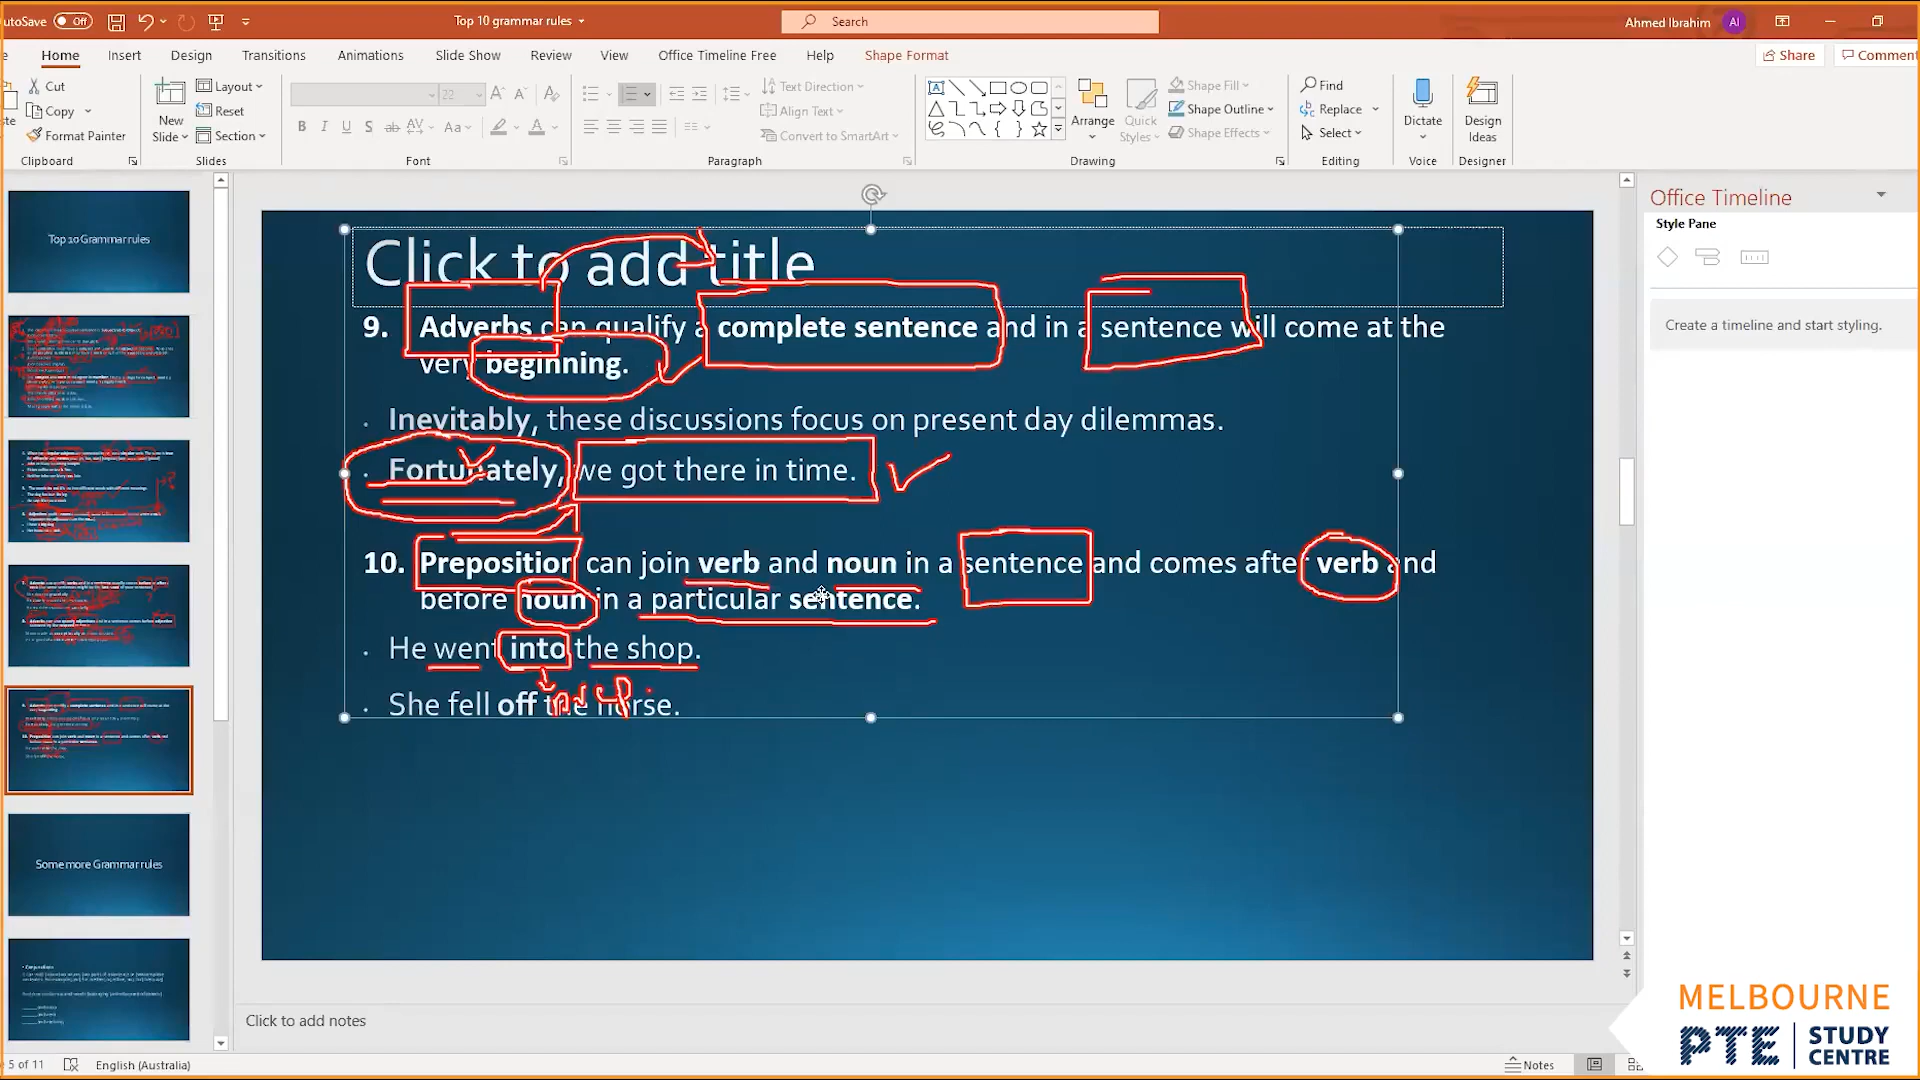 utoSave Off
Top 10 grammar rules
Search
Ahmed Ibrahim
AI
Home Insert Design Transitions Animations Slide Show Review View Office Timeline Free Help Shape Format
Share
Commen
Cut
Copy
Format Painter
Clipboard
New Slide
Layout
Reset
Section
Slides
22
B I U S ab AV Aa A
Font
Text Direction
Align Text
Convert to SmartArt
Paragraph
Arrange
Quick Styles
Shape Fill
Shape Outline
Shape Effects
Drawing
Find
Replace
Select
Editing
Dictate
Voice
Design Ideas
Designer
Top 10 Grammar rules
Some more Grammar rules
Click to add title
9. Adverbs can qualify a complete sentence and in a sentence will come at the
very beginning.
Inevitably, these discussions focus on present day dilemmas.
Fortunately, we got there in time.
10. Preposition can join verb and noun in a sentence and comes after verb and
before noun in a particular sentence.
He went into the shop.
She fell off the horse.
Office Timeline
Style Pane
Create a timeline and start styling.
Click to add notes
5 of 11
English (Australia)
Notes
MELBOURNE
PTE STUDY
CENTRE